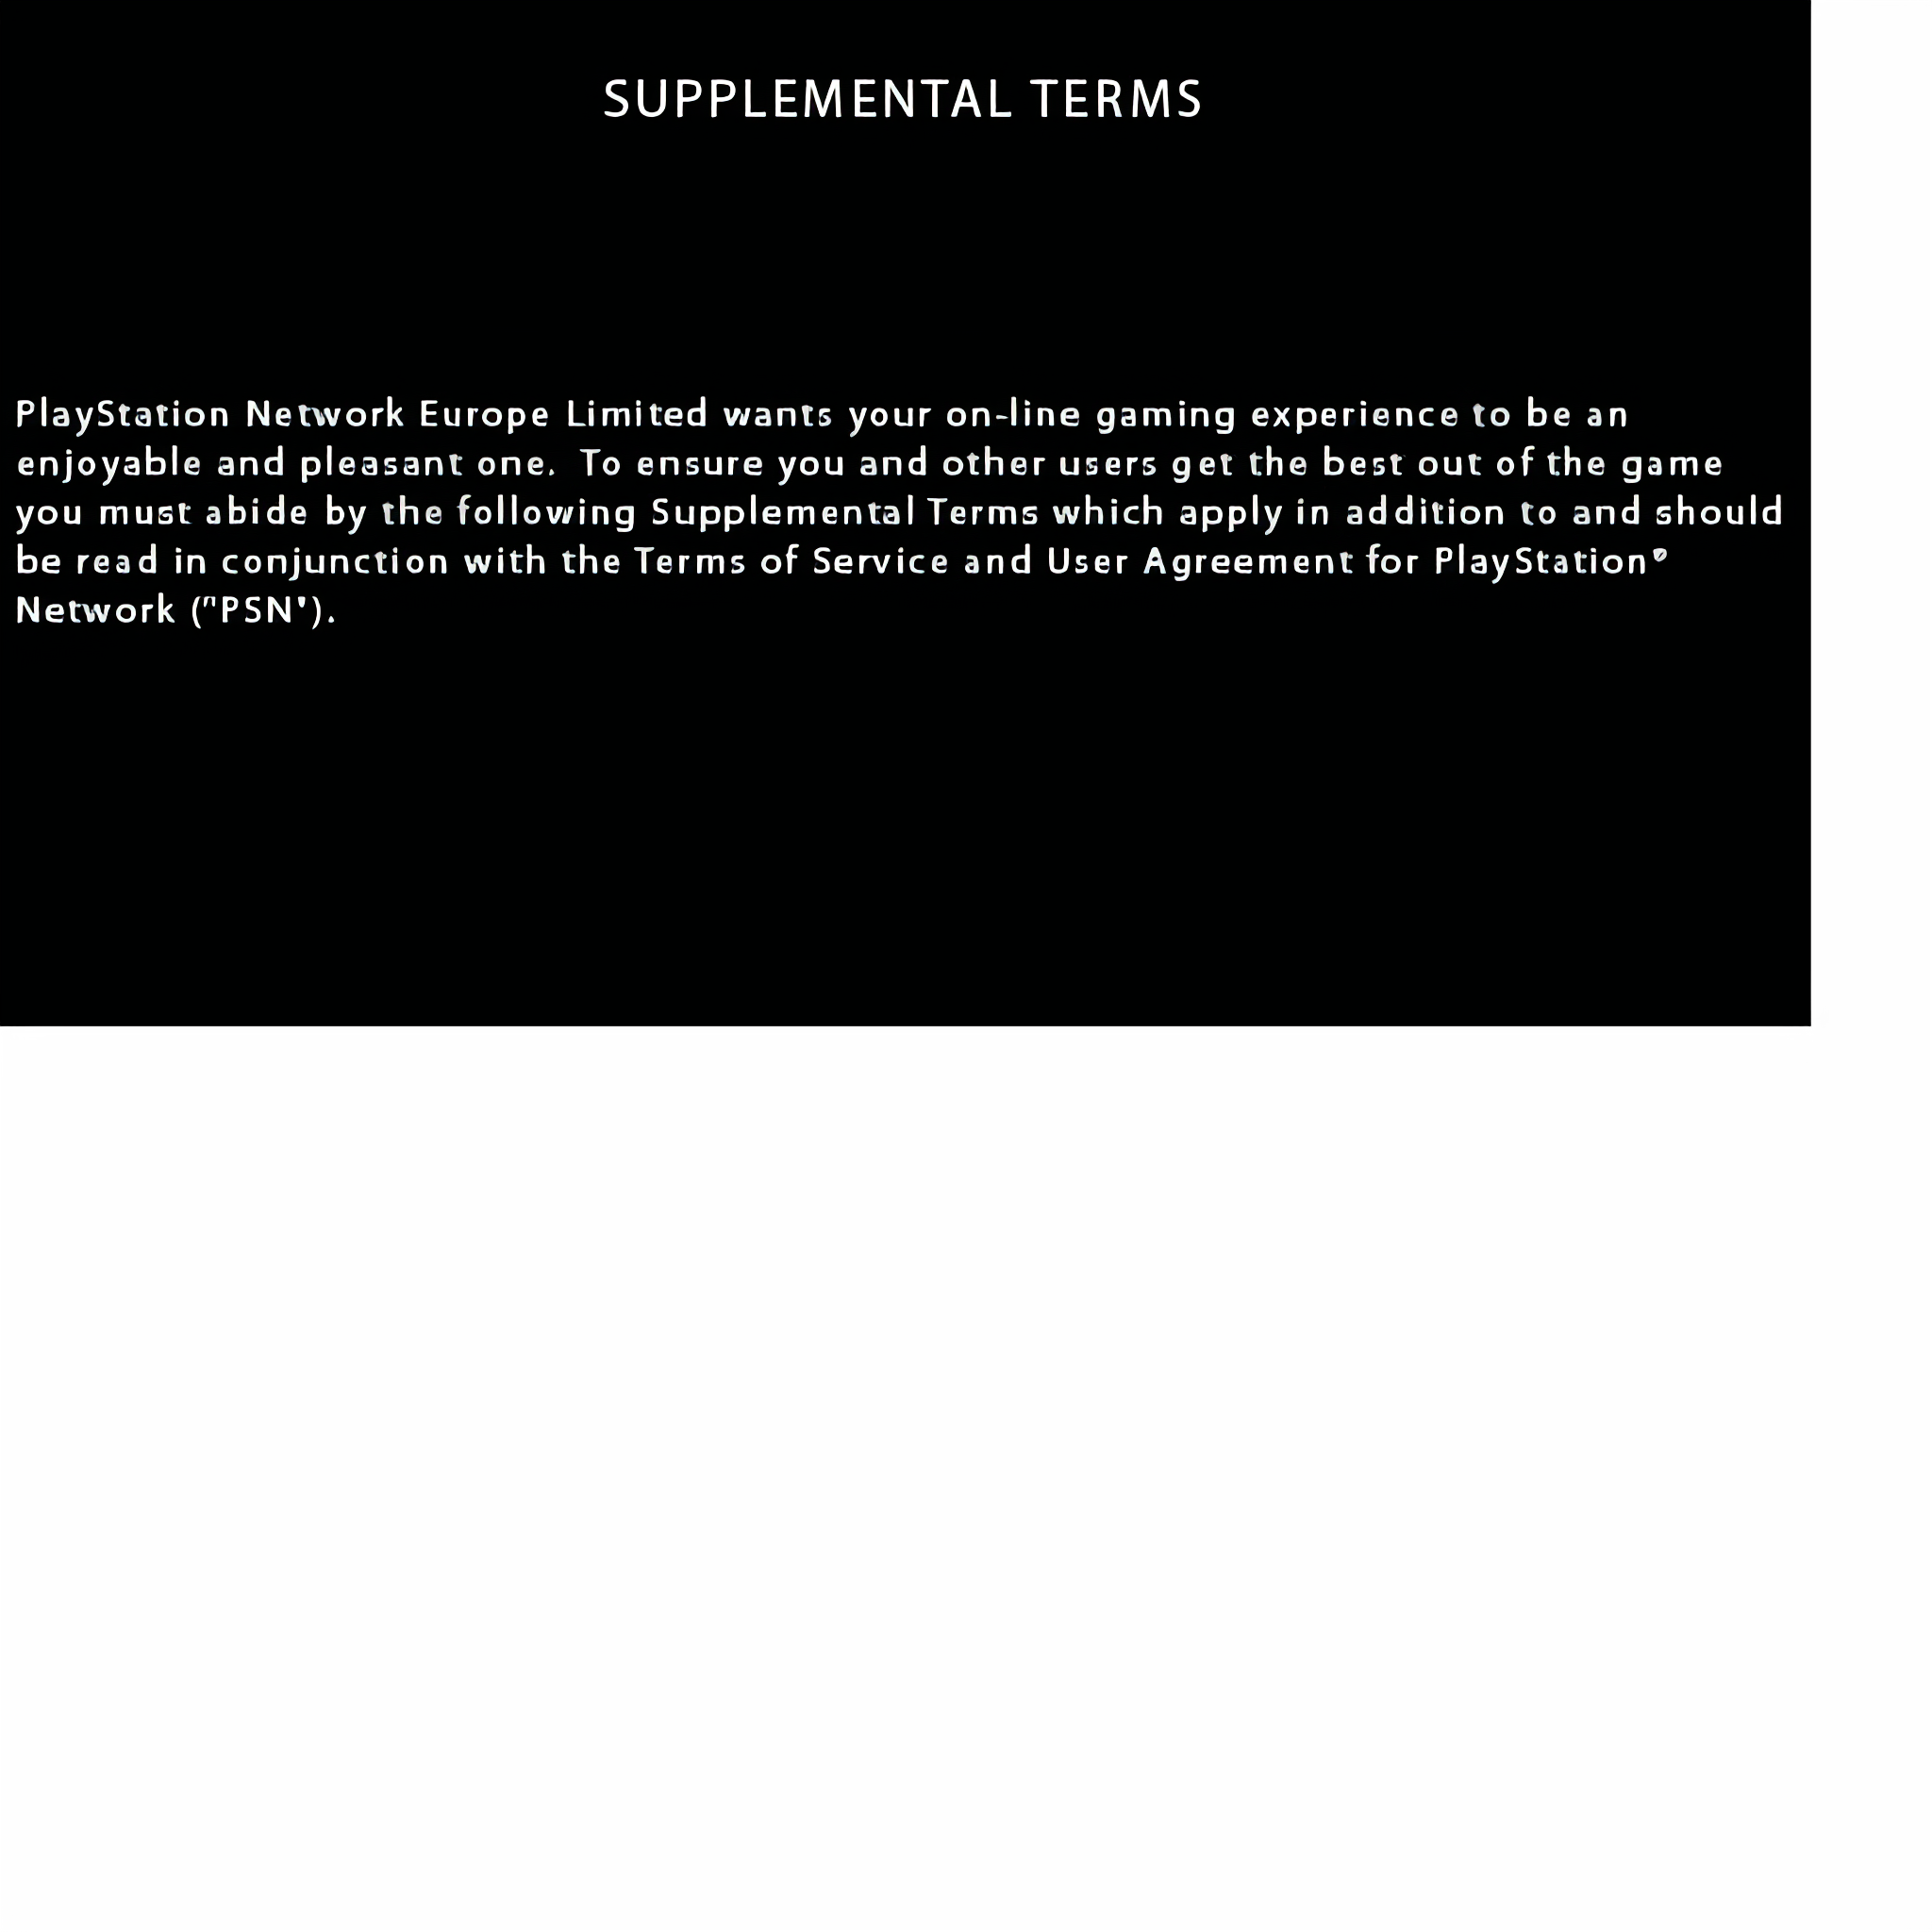 SUPPLEMENTAL TERMS
PlayStation Network Europe Limited wants your on-line gaming experience to be an
enjoyable and pleasant one.  To ensure you and other users get the best out of the game
you must abide by the following Supplemental Terms which apply in addition to and should
be read in conjunction with the Terms of Service and User Agreement for PlayStation®
Network ("PSN").